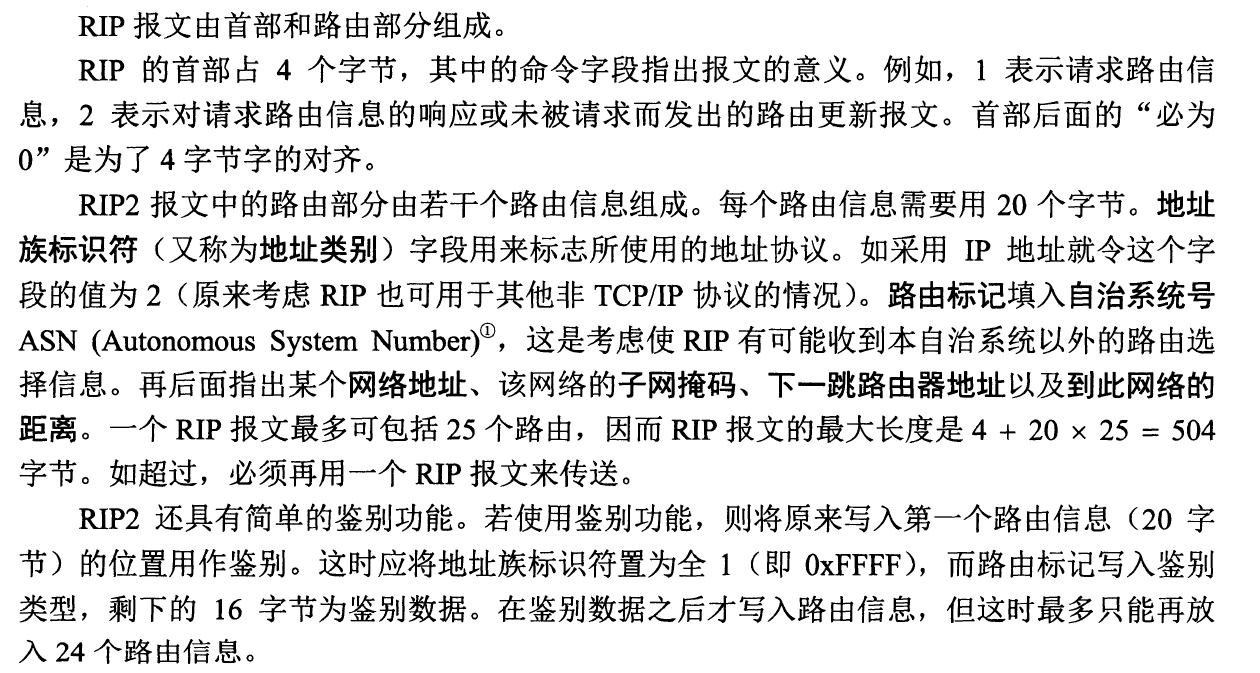 RIP 报文由首部和路由部分组成。
RIP 的首部占 4 个字节，其中的命令字段指出报文的意义。例如，1 表示请求路由信
息，2 表示对请求路由信息的响应或未被请求而发出的路由更新报文。首部后面的“必为
0”是为了 4 字节字的对齐。
RIP2 报文中的路由部分由若干个路由信息组成。每个路由信息需要用 20 个字节。地址
族标识符（又称为地址类别）字段用来标志所使用的地址协议。如采用 IP 地址就令这个字
段的值为 2（原来考虑 RIP 也可用于其他非 TCP/IP 协议的情况）。路由标记填入自治系统号
ASN (Autonomous System Number)①，这是考虑使 RIP 有可能收到本自治系统以外的路由选
择信息。再后面指出某个网络地址、该网络的子网掩码、下一跳路由器地址以及到此网络的
距离。一个 RIP 报文最多可包括 25 个路由，因而 RIP 报文的最大长度是 4 + 20 × 25 = 504
字节。如超过，必须再用一个 RIP 报文来传送。
RIP2 还具有简单的鉴别功能。若使用鉴别功能，则将原来写入第一个路由信息（20 字
节）的位置用作鉴别。这时应将地址族标识符置为全 1（即 0xFFFF），而路由标记写入鉴别
类型，剩下的 16 字节为鉴别数据。在鉴别数据之后才写入路由信息，但这时最多只能再放
入 24 个路由信息。